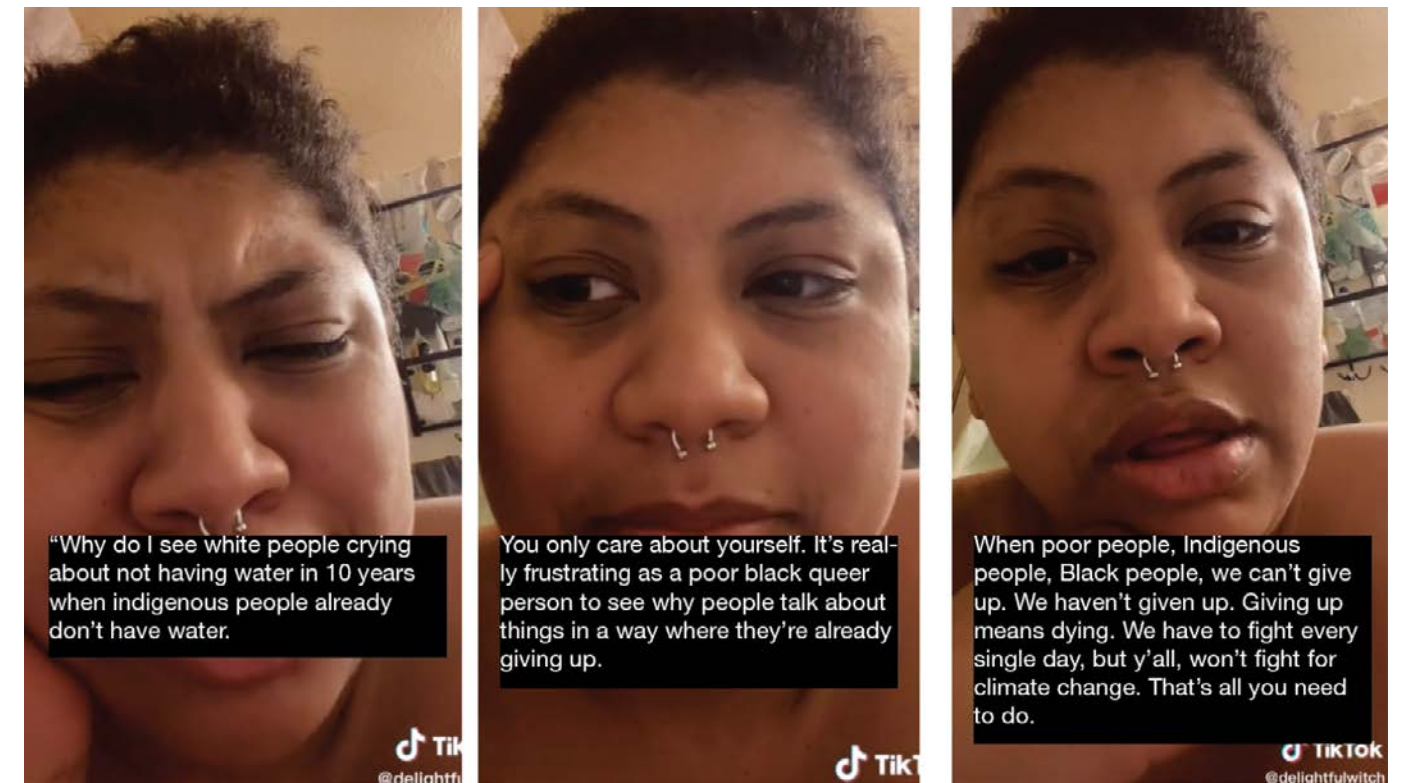 “Why do I see white people crying
about not having water in 10 years
when indigenous people already
don’t have water.
TikTok
@delightfu
You only care about yourself. It’s real-
ly frustrating as a poor black queer
person to see why people talk about
things in a way where they’re already
giving up.
TikT
When poor people, Indigenous
people, Black people, we can’t give
up. We haven’t given up. Giving up
means dying. We have to fight every
single day, but y’all, won’t fight for
climate change. That’s all you need
to do.
TikTok
@delightfulwitch